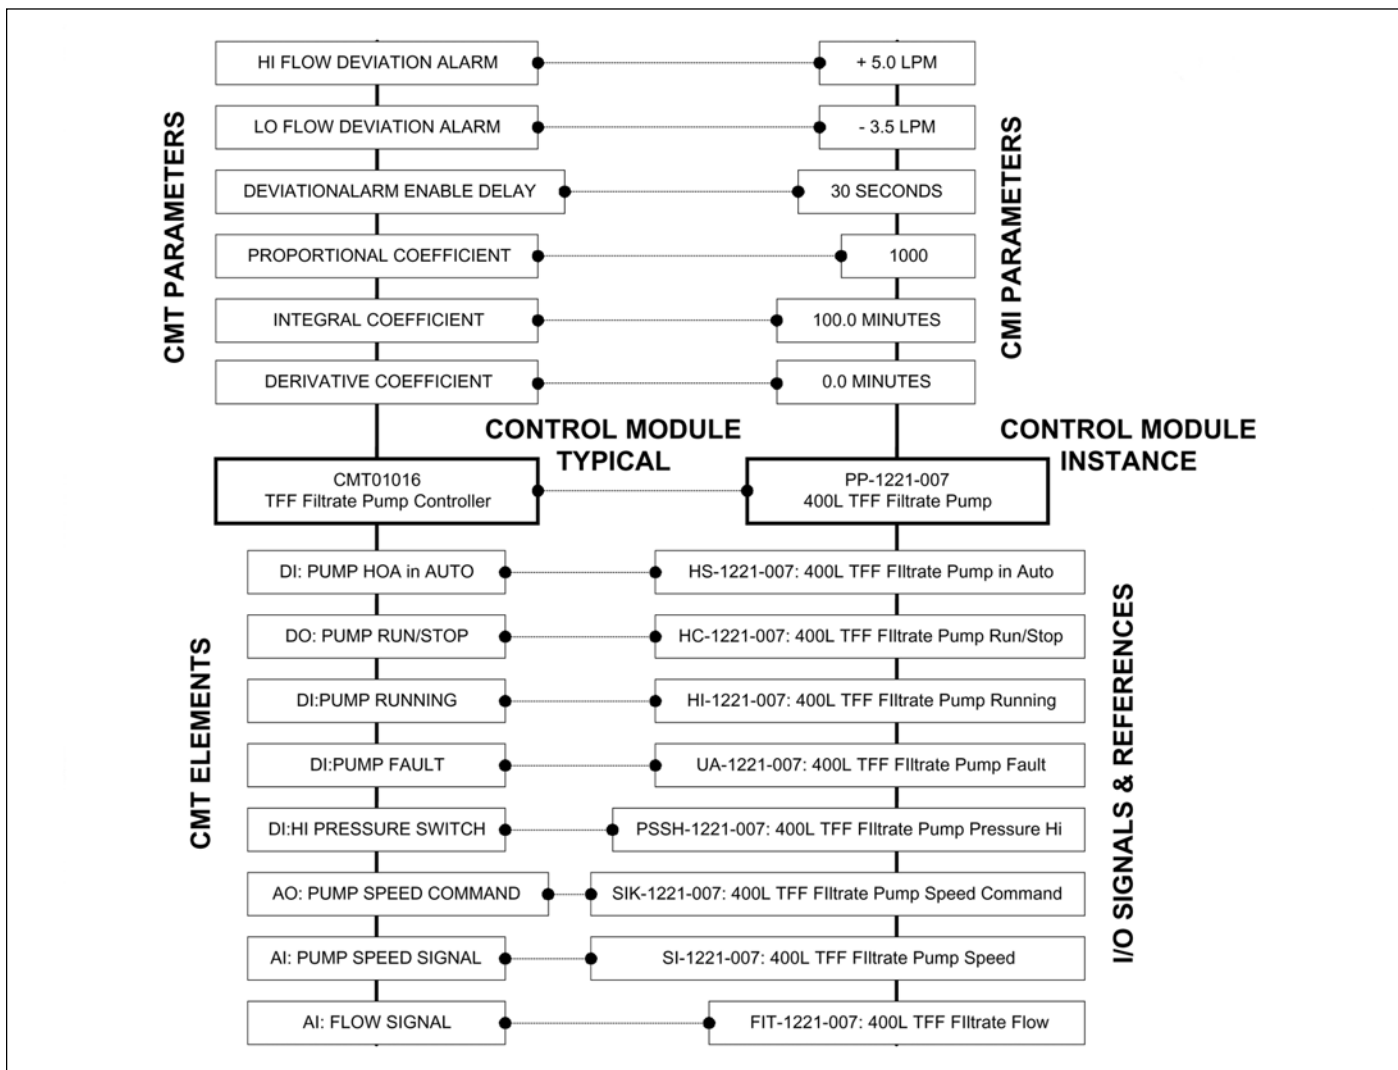 HI FLOW DEVIATION ALARM
+ 5.0 LPM
LO FLOW DEVIATION ALARM
- 3.5 LPM
DEVIATIONALARM ENABLE DELAY
30 SECONDS
PROPORTIONAL COEFFICIENT
1000
INTEGRAL COEFFICIENT
100.0 MINUTES
DERIVATIVE COEFFICIENT
0.0 MINUTES
CMT PARAMETERS
CMI PARAMETERS
CONTROL MODULE
TYPICAL
CONTROL MODULE
INSTANCE
CMT01016
TFF Filtrate Pump Controller
PP-1221-007
400L TFF Filtrate Pump
DI: PUMP HOA in AUTO
HS-1221-007: 400L TFF FIltrate Pump in Auto
DO: PUMP RUN/STOP
HC-1221-007: 400L TFF FIltrate Pump Run/Stop
DI:PUMP RUNNING
HI-1221-007: 400L TFF FIltrate Pump Running
DI:PUMP FAULT
UA-1221-007: 400L TFF FIltrate Pump Fault
DI:HI PRESSURE SWITCH
PSSH-1221-007: 400L TFF FIltrate Pump Pressure Hi
AO: PUMP SPEED COMMAND
SIK-1221-007: 400L TFF FIltrate Pump Speed Command
AI: PUMP SPEED SIGNAL
SI-1221-007: 400L TFF FIltrate Pump Speed
AI: FLOW SIGNAL
FIT-1221-007: 400L TFF FIltrate Flow
CMT ELEMENTS
I/O SIGNALS & REFERENCES